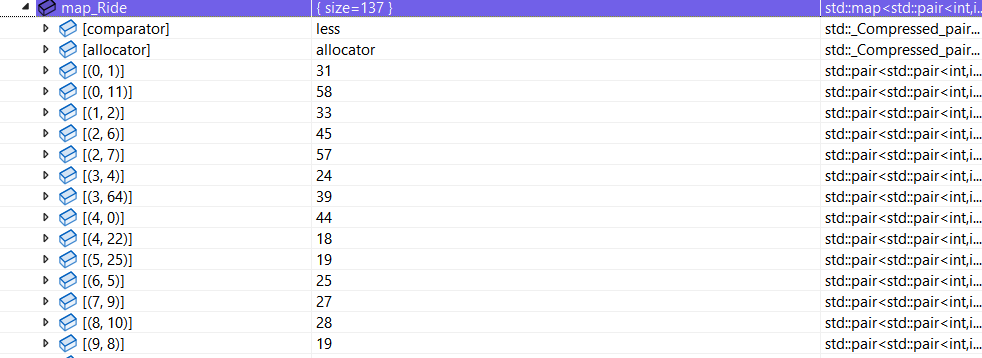 map_Ride { size=137 } std::map<std::pair<int,i...
[comparator] less std::_Compressed_pair...
[allocator] allocator std::_Compressed_pair...
[(0, 1)] 31 std::pair<std::pair<int,i...
[(0, 11)] 58 std::pair<std::pair<int,i...
[(1, 2)] 33 std::pair<std::pair<int,i...
[(2, 6)] 45 std::pair<std::pair<int,i...
[(2, 7)] 57 std::pair<std::pair<int,i...
[(3, 4)] 24 std::pair<std::pair<int,i...
[(3, 64)] 39 std::pair<std::pair<int,i...
[(4, 0)] 44 std::pair<std::pair<int,i...
[(4, 22)] 18 std::pair<std::pair<int,i...
[(5, 25)] 19 std::pair<std::pair<int,i...
[(6, 5)] 25 std::pair<std::pair<int,i...
[(7, 9)] 27 std::pair<std::pair<int,i...
[(8, 10)] 28 std::pair<std::pair<int,i...
[(9, 8)] 19 std::pair<std::pair<int,i...